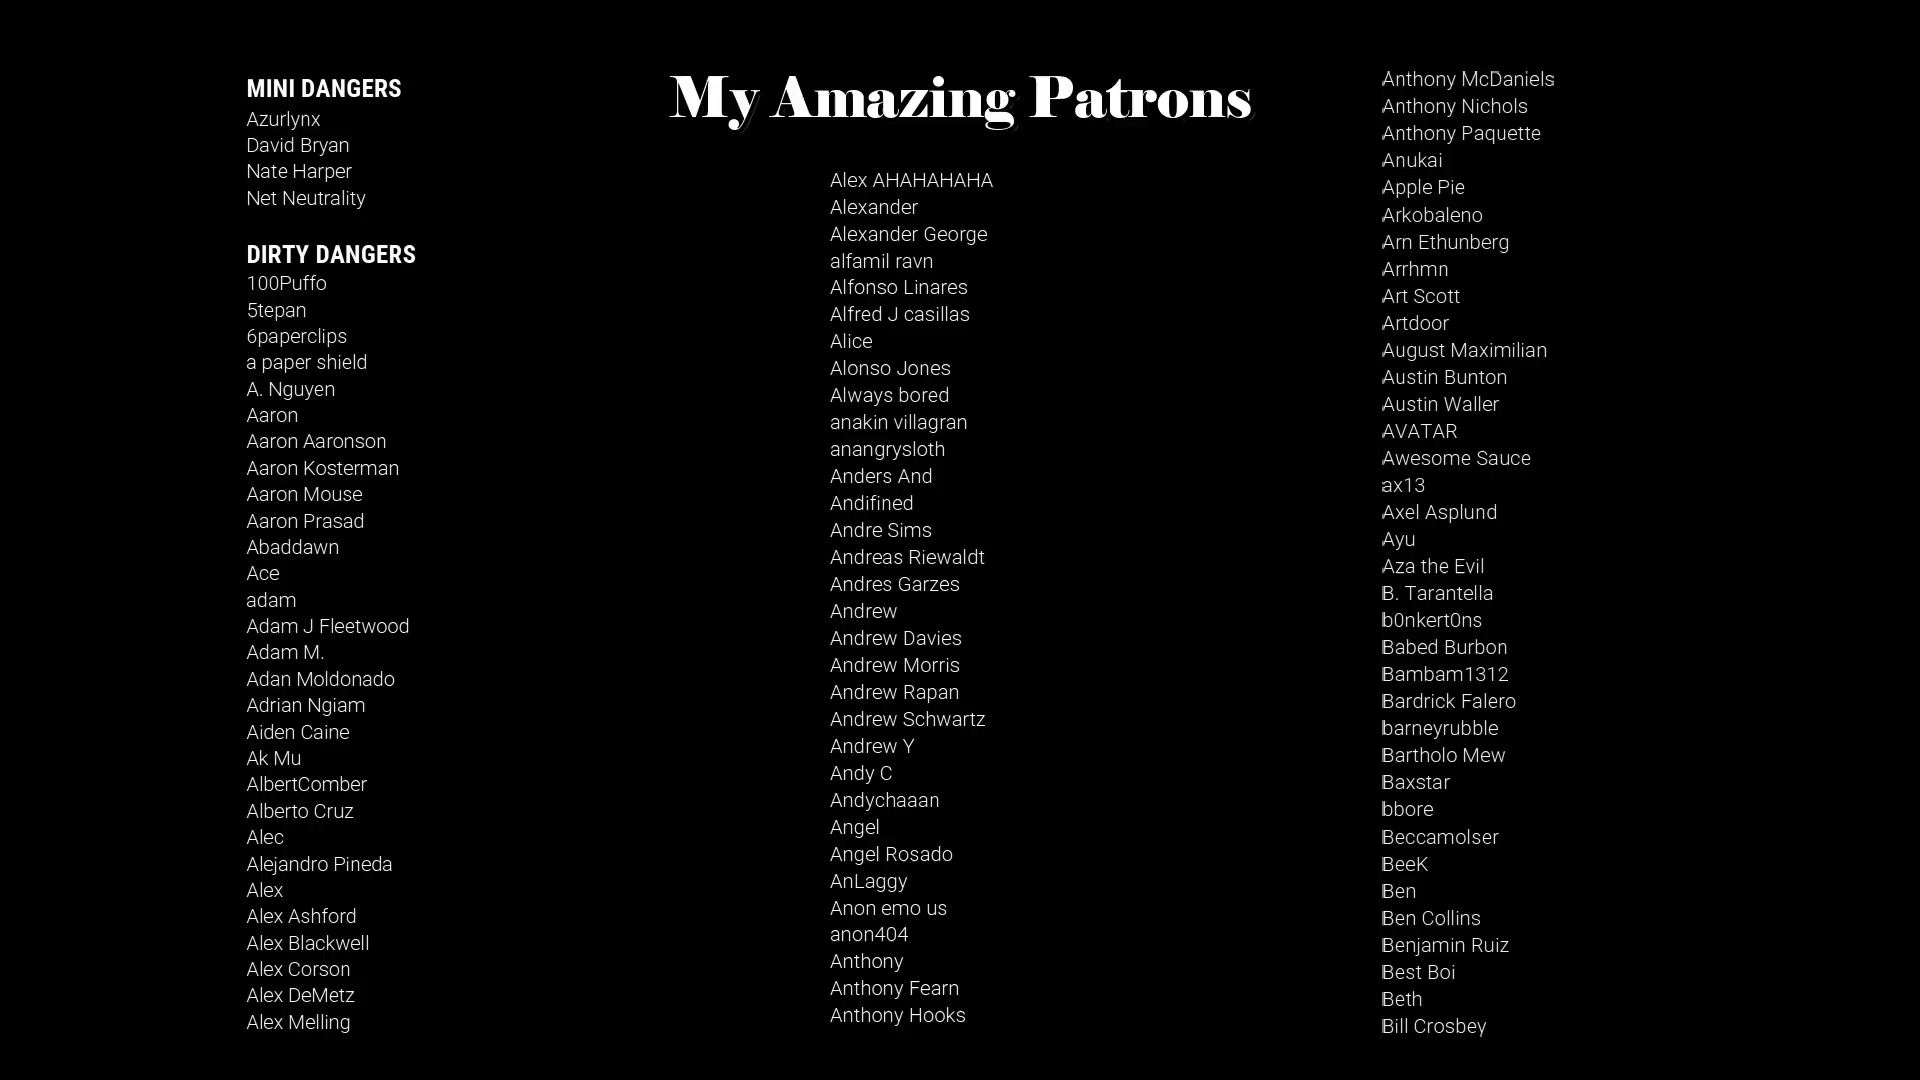 My Amazing Patrons
MINI DANGERS
Azurlynx
David Bryan
Nate Harper
Net Neutrality
DIRTY DANGERS
100Puffo
5tepan
6paperclips
a paper shield
A. Nguyen
Aaron
Aaron Aaronson
Aaron Kosterman
Aaron Mouse
Aaron Prasad
Abaddawn
Ace
adam
Adam J Fleetwood
Adam M.
Adan Moldonado
Adrian Ngiam
Aiden Caine
Ak Mu
AlbertComber
Alberto Cruz
Alec
Alejandro Pineda
Alex
Alex Ashford
Alex Blackwell
Alex Corson
Alex DeMetz
Alex Melling
Alex AHAHAHAHA
Alexander
Alexander George
alfamil ravn
Alfonso Linares
Alfred J casillas
Alice
Alonso Jones
Always bored
anakin villagran
anangrysloth
Anders And
Andifined
Andre Sims
Andreas Riewaldt
Andres Garzes
Andrew
Andrew Davies
Andrew Morris
Andrew Rapan
Andrew Schwartz
Andrew Y
Andy C
Andychaaan
Angel
Angel Rosado
AnLaggy
Anon emo us
anon404
Anthony
Anthony Fearn
Anthony Hooks
Anthony McDaniels
Anthony Nichols
Anthony Paquette
Anukai
Apple Pie
Arkobaleno
Arn Ethunberg
Arrhmn
Art Scott
Artdoor
August Maximilian
Austin Bunton
Austin Waller
AVATAR
Awesome Sauce
ax13
Axel Asplund
Ayu
Aza the Evil
B. Tarantella
b0nkert0ns
Babed Burbon
Bambam1312
Bardrick Falero
barneyrubble
Bartholo Mew
Baxstar
bbore
Beccamolser
BeeK
Ben
Ben Collins
Benjamin Ruiz
Best Boi
Beth
Bill Crosbey